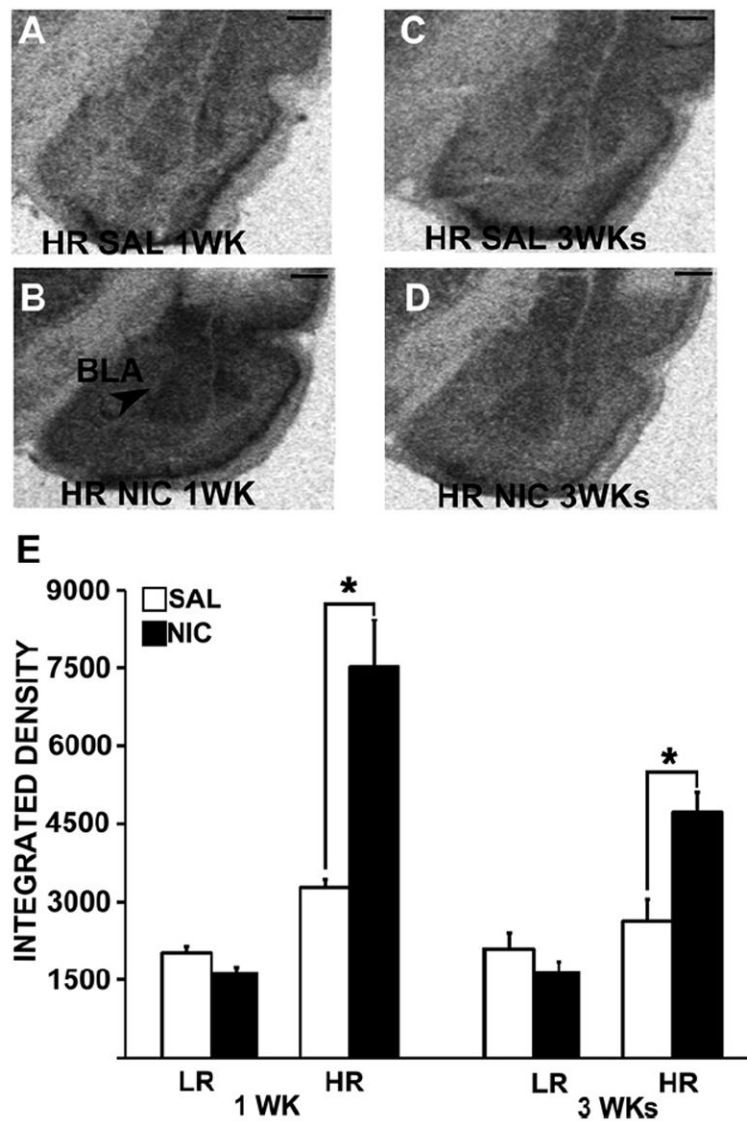 A
HR SAL 1WK
C
HR SAL 3WKs
B
BLA
HR NIC 1WK
D
HR NIC 3WKs
E
INTEGRATED DENSITY
9000
7500
6000
4500
3000
1500
SAL
NIC
*
*
LR HR LR HR
1 WK 3 WKs